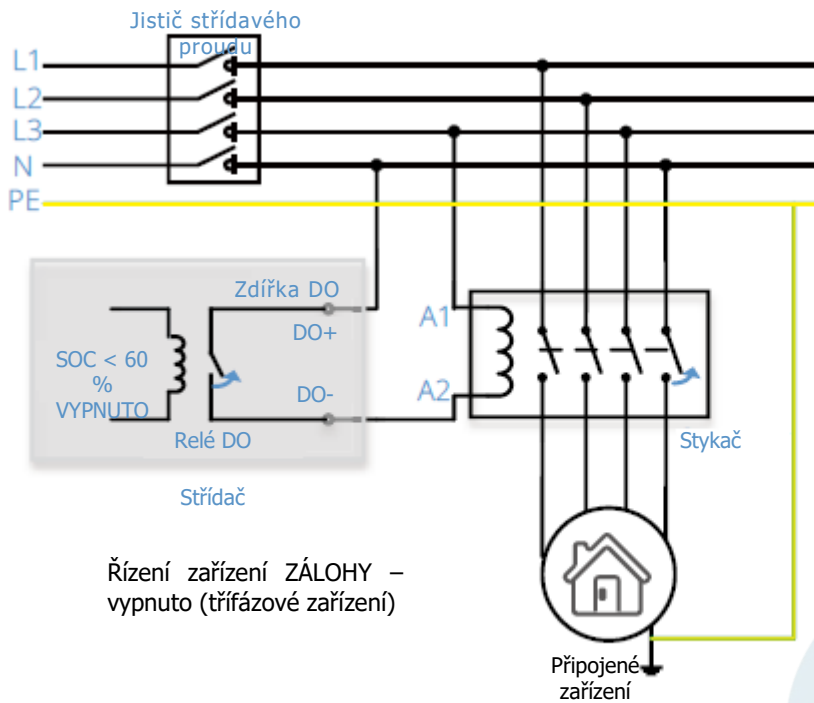 Jistič střídavého
proudu
L1
L2
L3
N
PE
Zdířka DO
DO+
A1
SOC < 60
%
VYPNUTO
DO-
A2
Relé DO
Stykač
Střídač
Řízení zařízení ZÁLOHY –
vypnuto (třífázové zařízení)
Připojené
zařízení